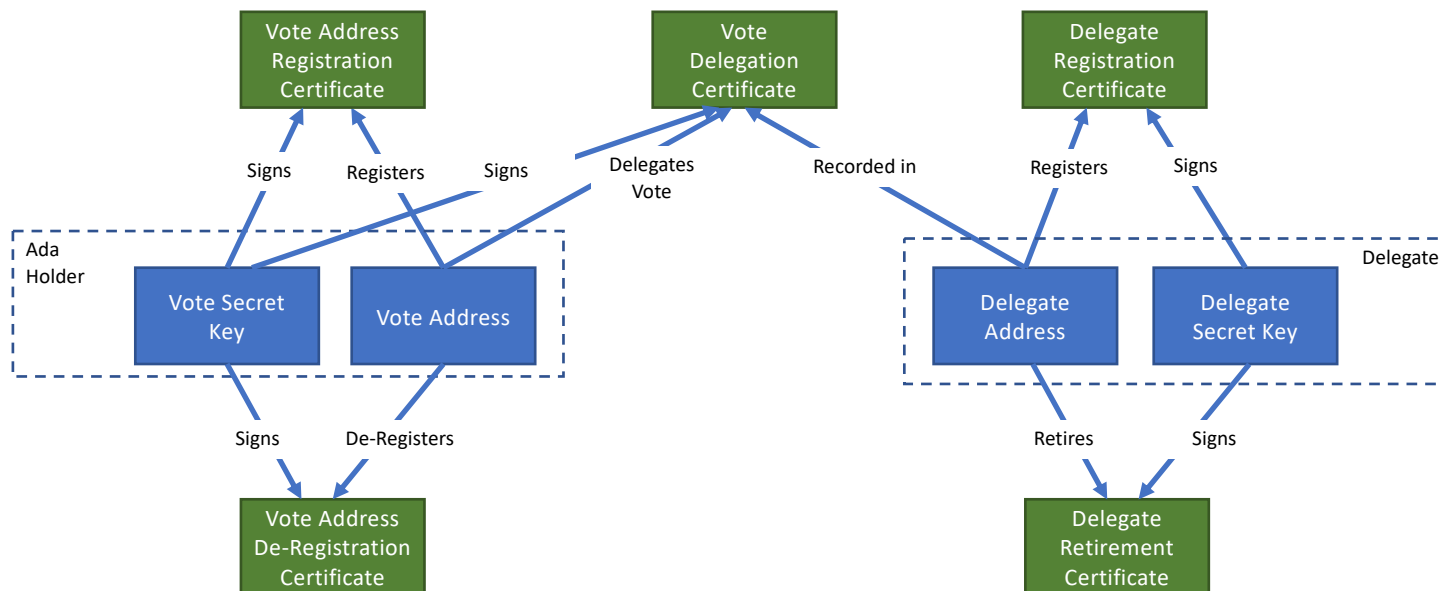 Vote Address
Registration
Certificate
Vote
Delegation
Certificate
Delegate
Registration
Certificate
Signs
Registers
Signs
Delegates
Vote
Recorded in
Registers
Signs
Ada
Holder
Delegate
Vote Secret
Key
Vote Address
Delegate
Address
Delegate
Secret Key
Signs
De-Registers
Retires
Signs
Vote Address
De-Registration
Certificate
Delegate
Retirement
Certificate